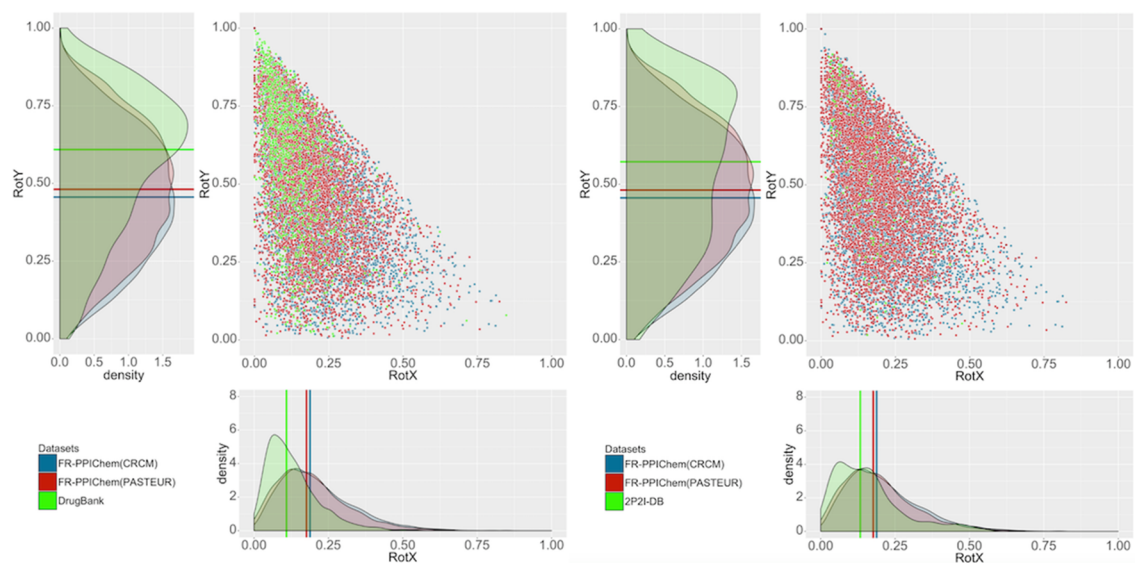 1.00
0.75
0.50
0.25
0.00
RotY
0.0 0.5 1.0 1.5
density
1.00
0.75
0.50
0.25
0.00
RotY
0.00 0.25 0.50 0.75 1.00
RotX
8
6
4
2
0
density
0.00 0.25 0.50 0.75 1.00
RotX
Datasets
FR-PPIChem(CRCM)
FR-PPIChem(PASTEUR)
DrugBank
1.00
0.75
0.50
0.25
0.00
RotY
0.0 0.5 1.0 1.5
density
1.00
0.75
0.50
0.25
0.00
RotY
0.00 0.25 0.50 0.75 1.00
RotX
8
6
4
2
0
density
0.00 0.25 0.50 0.75 1.00
RotX
Datasets
FR-PPIChem(CRCM)
FR-PPIChem(PASTEUR)
2P2I-DB